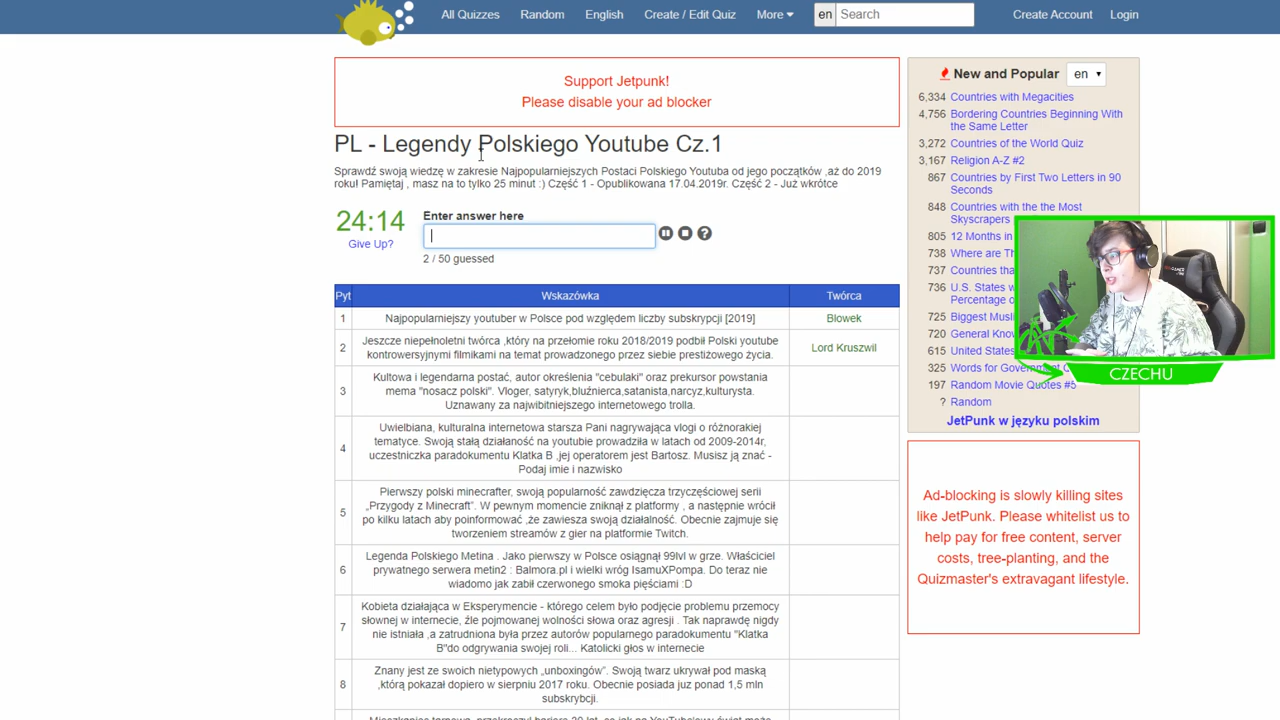 All Quizzes Random English Create / Edit Quiz More en Search Create Account Login
Support Jetpunk!
Please disable your ad blocker
PL - Legendy Polskiego Youtube Cz.1
Sprawdź swoją wiedzę w zakresie Najpopularniejszych Postaci Polskiego Youtuba od jego początków ,aż do 2019
roku! Pamiętaj , masz na to tylko 25 minut :) Część 1 - Opublikowana 17.04.2019r. Część 2 - Już wkrótce
24:14
Give Up?
Enter answer here
2 / 50 guessed
Pyt Wskazówka Twórca
1 Najpopularniejszy youtuber w Polsce pod względem liczby subskrypcji [2019] Blowek
2 Jeszcze niepełnoletni twórca ,który na przełomie roku 2018/2019 podbił Polski youtube
kontrowersyjnymi filmikami na temat prowadzonego przez siebie prestiżowego życia. Lord Kruszwil
3 Kultowa i legendarna postać, autor określenia "cebulaki" oraz prekursor powstania
mema "nosacz polski". Vloger, satyryk,bluźnierca,satanista,narcyz,kulturysta.
Uznawany za najwibitniejszego internetowego trolla.
4 Uwielbiana, kulturalna internetowa starsza Pani nagrywająca vlogi o różnorakiej
tematyce. Swoją stałą działaność na youtubie prowadziła w latach od 2009-2014r,
uczestniczka paradokumentu Klatka B ,jej operatorem jest Bartosz. Musisz ją znać -
Podaj imie i nazwisko
5 Pierwszy polski minecrafter, swoją popularność zawdzięcza trzyczęściowej serii
„Przygody z Minecraft”. W pewnym momencie zniknął z platformy , a następnie wrócił
po kilku latach aby poinformować ,że zawiesza swoją działalność. Obecnie zajmuje się
tworzeniem streamów z gier na platformie Twitch.
6 Legenda Polskiego Metina . Jako pierwszy w Polsce osiągnął 99lvl w grze. Właściciel
prywatnego serwera metin2 : Balmora.pl i wielki wróg IsamuXPompa. Do teraz nie
wiadomo jak zabił czerwonego smoka pięściami :D
7 Kobieta działająca w Eksperymencie - którego celem było podjęcie problemu przemocy
słownej w internecie, źle pojmowanej wolności słowa oraz agresji . Tak naprawdę nigdy
nie istniała ,a zatrudniona była przez autorów popularnego paradokumentu "Klatka
B"do odgrywania swojej roli... Katolicki głos w internecie
8 Znany jest ze swoich nietypowych „unboxingów”. Swoją twarz ukrywał pod maską
,którą pokazał dopiero w sierpniu 2017 roku. Obecnie posiada juz ponad 1,5 mln
subskrybcji.
New and Popular en
6,334 Countries with Megacities
4,756 Bordering Countries Beginning With
the Same Letter
3,272 Countries of the World Quiz
3,167 Religion A-Z #2
867 Countries by First Two Letters in 90
Seconds
848 Countries with the the Most
Skyscrapers
805 12 Months in
738 Where are Th
737 Countries tha
736 U.S. States w
Percentage o
725 Biggest Musi
720 General Know
615 United States
325 Words for Government
197 Random Movie Quotes #5
? Random
JetPunk w języku polskim
CZECHU
Ad-blocking is slowly killing sites
like JetPunk. Please whitelist us to
help pay for free content, server
costs, tree-planting, and the
Quizmaster's extravagant lifestyle.